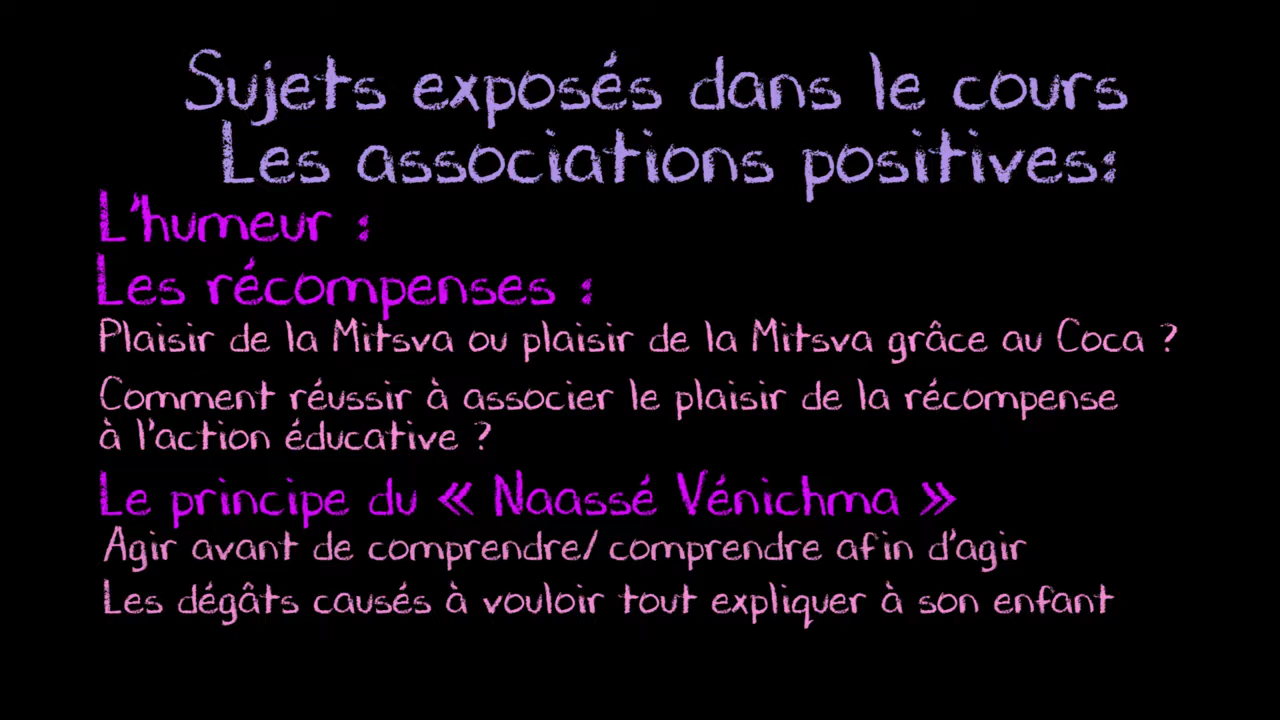 Sujets exposés dans le cours
Les associations positives:
L'humeur :
Les récompenses :
Plaisir de la Mitsva ou plaisir de la Mitsva grâce au Coca ?
Comment réussir à associer le plaisir de la récompense
à l'action éducative ?
Le principe du « Naassé Vénichma »
Agir avant de comprendre/ comprendre afin d'agir
Les dégâts causés à vouloir tout expliquer à son enfant